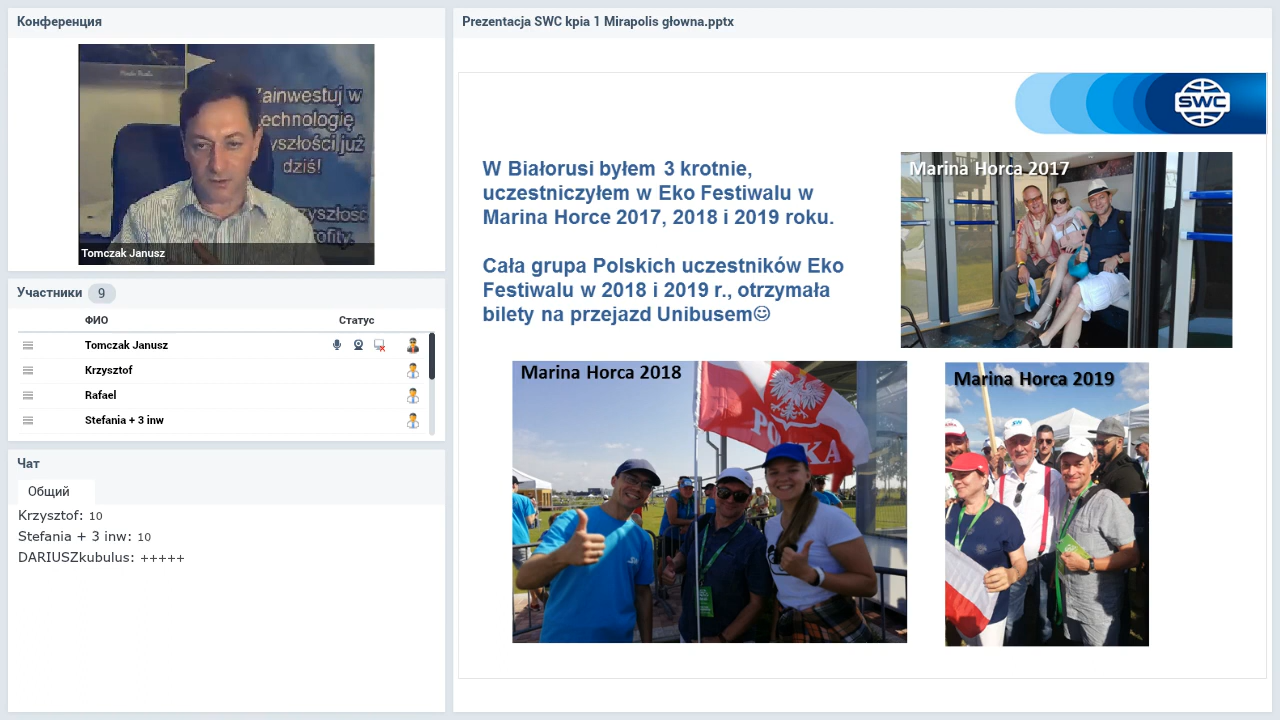 Конференция
Zainwestuj w
technologię
dziś!
Tomczak Janusz
Участники 9
ФИО Статус
Tomczak Janusz
Krzysztof
Rafael
Stefania + 3 inw
Чат
Общий
Krzysztof: 10
Stefania + 3 inw: 10
DARIUSZkubulus: +++++
Prezentacja SWC kpia 1 Mirapolis głowna.pptx
SWC
W Białorusi byłem 3 krotnie,
uczestniczyłem w Eko Festiwalu w
Marina Horce 2017, 2018 i 2019 roku.
Cała grupa Polskich uczestników Eko
Festiwalu w 2018 i 2019 r., otrzymała
bilety na przejazd Unibusem☺
Marina Horca 2017
Marina Horca 2018
Marina Horca 2019